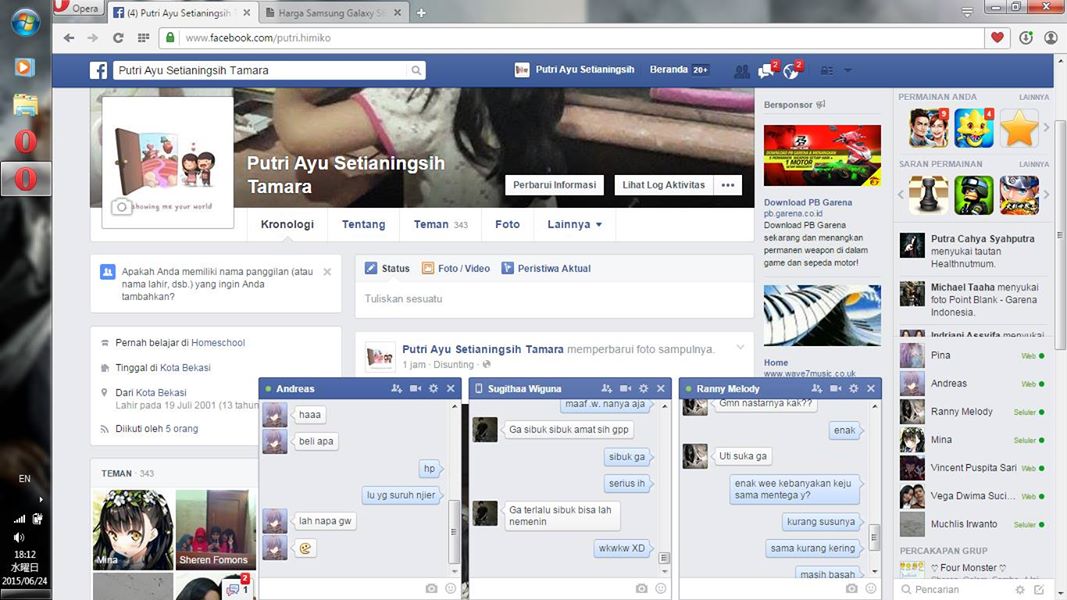 Opera
(4) Putri Ayu Setianingsih
Harga Samsung Galaxy S
www.facebook.com/putri.himiko
Putri Ayu Setianingsih Tamara
Putri Ayu Setianingsih
Beranda 20+
2
2
showing me your world
Putri Ayu Setianingsih
Tamara
Perbarui Informasi
Lihat Log Aktivitas
Kronologi
Tentang
Teman 343
Foto
Lainnya
Apakah Anda memiliki nama panggilan (atau
nama lahir, dsb.) yang ingin Anda
tambahkan?
Pernah belajar di Homeschool
Tinggal di Kota Bekasi
Dari Kota Bekasi
Lahir pada 19 Juli 2001 (13 tahun
Diikuti oleh 5 orang
TEMAN · 343
Mina
Sheren Fomons
2
1
Status
Foto / Video
Peristiwa Aktual
Tuliskan sesuatu
Putri Ayu Setianingsih Tamara memperbarui foto sampulnya.
1 jam · Disunting ·
Andreas
haaa
beli apa
hp
lu yg suruh njier
lah napa gw
Sugithaa Wiguna
maaf .w. nanya aja
Ga sibuk sibuk amat sih gpp
sibuk ga
serius ih
Ga terlalu sibuk bisa lah
nemenin
wkwkw XD
Ranny Melody
Gmn nastarnya kak??
enak
Uti suka ga
enak wee kebanyakan keju
sama mentega y?
kurang susunya
sama kurang kering
masih basah
Bersponsor
Download PB Garena
pb.garena.co.id
Download PB Garena
sekarang dan menangkan
permanen weapon di dalam
game dan sepeda motor!
Home
www.wave7music.co.uk
PERMAINAN ANDA
LAINNYA
9
4
SARAN PERMAINAN
LAINNYA
Putra Cahya Syahputra
menyukai tautan
Healthnutmum.
Michael Taaha menyukai
foto Point Blank - Garena
Indonesia.
Indriani Assyifa menyukai
Pina
Web
Andreas
Web
Ranny Melody
Seluler
Mina
Seluler
Vincent Puspita Sari
Web
Vega Dwima Suci...
Web
Muchlis Irwanto
Seluler
PERCAKAPAN GRUP
♡ Four Monster ♡
Pencarian
EN
18:12
水曜日
2015/06/24